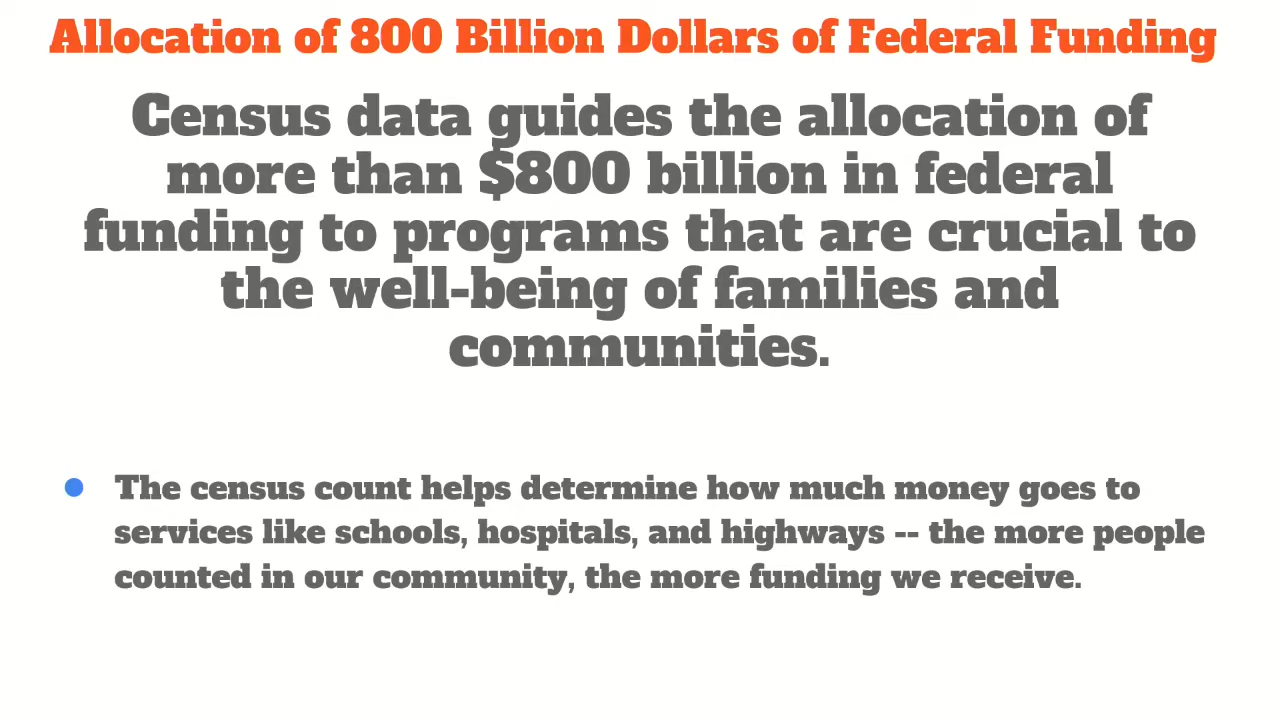 Allocation of 800 Billion Dollars of Federal Funding
Census data guides the allocation of
more than $800 billion in federal
funding to programs that are crucial to
the well-being of families and
communities.
● The census count helps determine how much money goes to
services like schools, hospitals, and highways -- the more people
counted in our community, the more funding we receive.